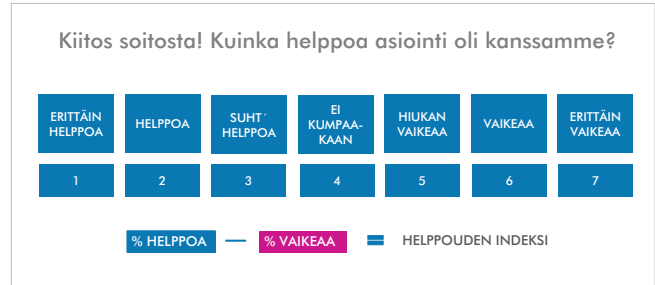 Kiitos soitosta! Kuinka helppoa asiointi oli kanssamme?
ERITTÄIN
HELPPOA
HELPPOA
SUHT´
HELPPOA
EI
KUMPAA-
KAAN
HIUKAN
VAIKEAA
VAIKEAA
ERITTÄIN
VAIKEAA
1 2 3 4 5 6 7
% HELPPOA — % VAIKEAA = HELPPOUDEN INDEKSI